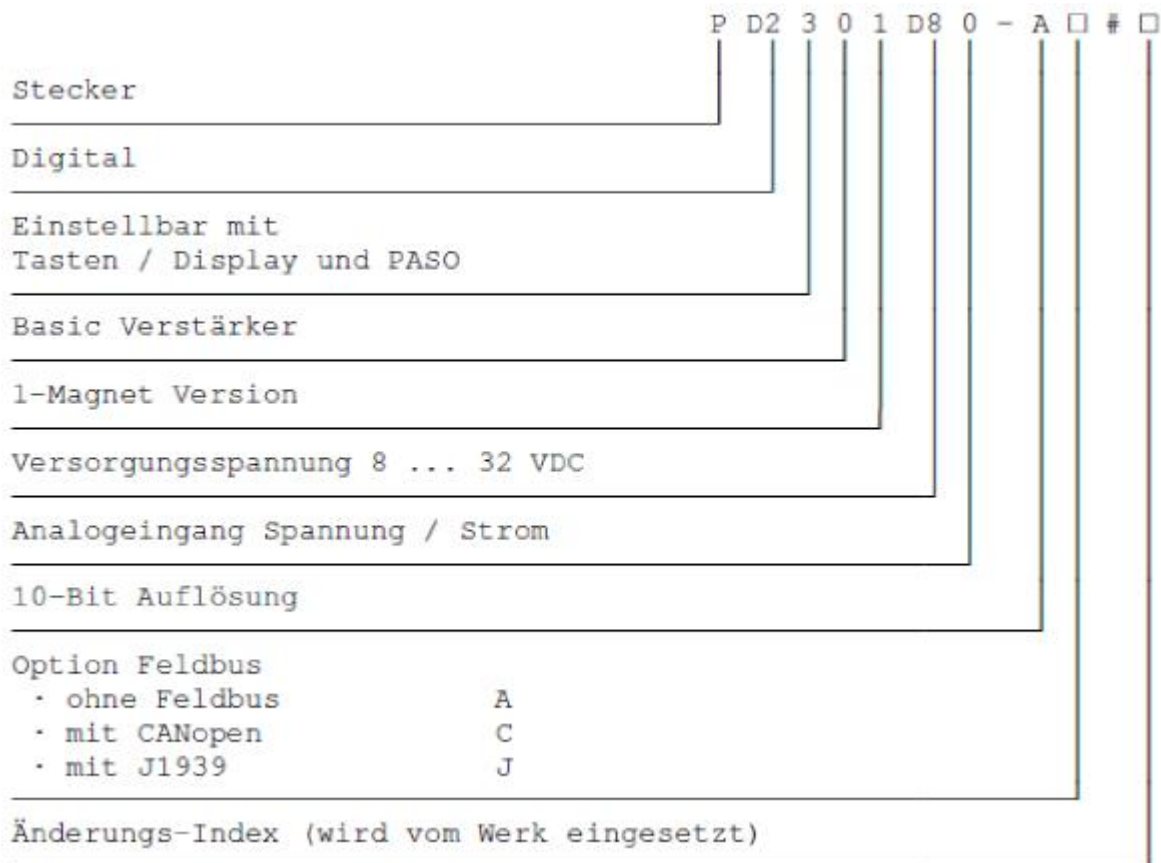 P D2 3 0 1 D8 0 - A □ # □
Stecker
Digital
Einstellbar mit
Tasten / Display und PASO
Basic Verstärker
1-Magnet Version
Versorgungsspannung 8 ... 32 VDC
Analogeingang Spannung / Strom
10-Bit Auflösung
Option Feldbus
· ohne Feldbus A
· mit CANopen C
· mit J1939 J
Änderungs-Index (wird vom Werk eingesetzt)